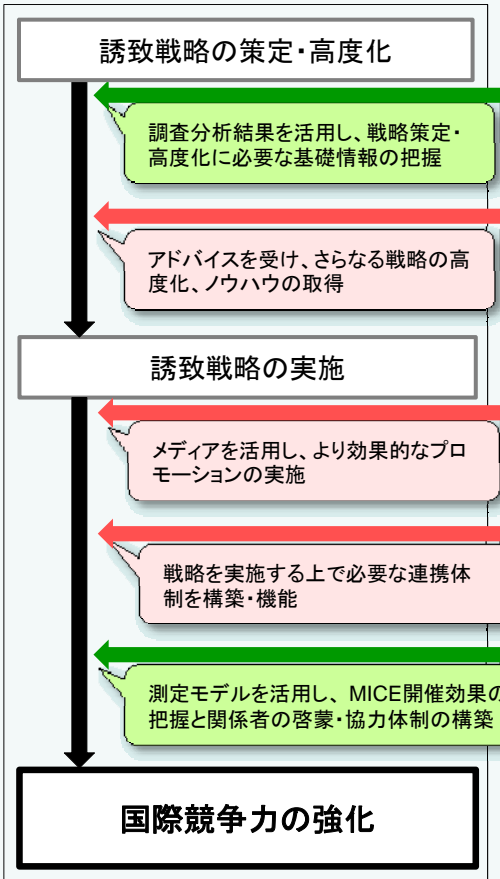 誘致戦略の策定・高度化
調査分析結果を活用し、戦略策定・
高度化に必要な基礎情報の把握
アドバイスを受け、さらなる戦略の高
度化、ノウハウの取得
誘致戦略の実施
メディアを活用し、より効果的なプロ
モーションの実施
戦略を実施する上で必要な連携体
制を構築・機能
測定モデルを活用し、MICE開催効果の
把握と関係者の啓蒙・協力体制の構築
国際競争力の強化